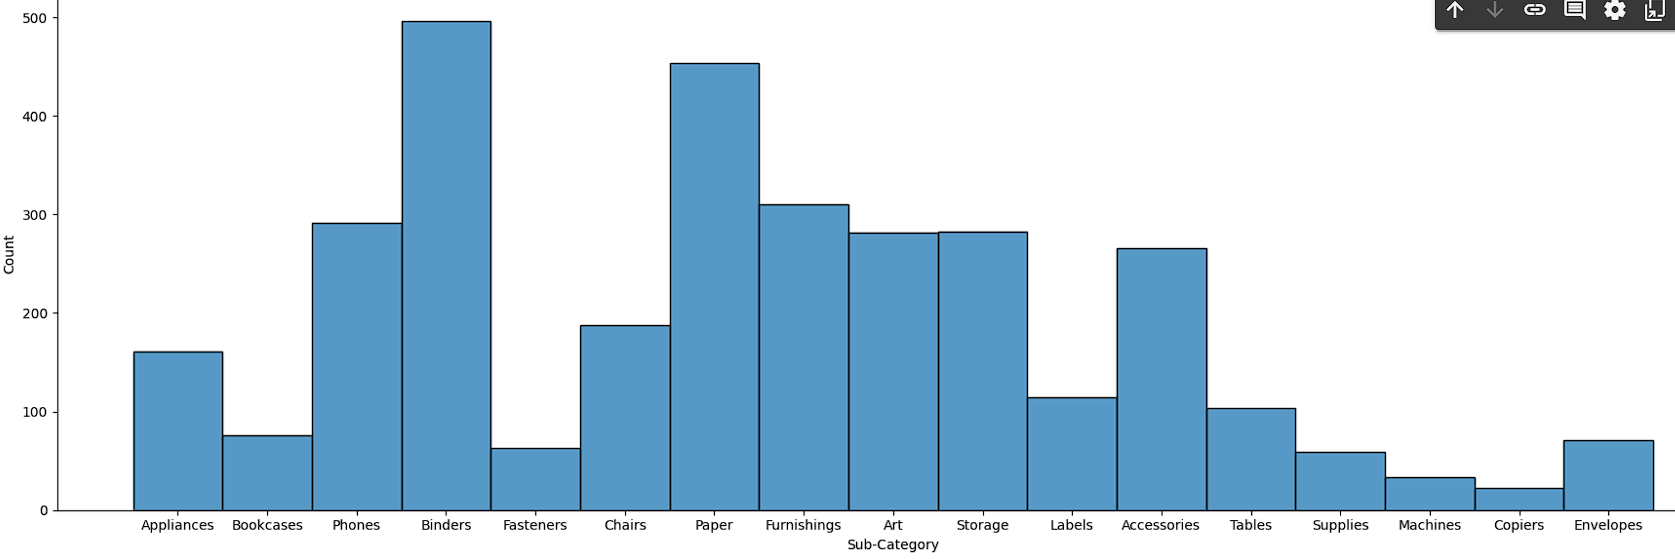 500
400
300
200
100
0
Count
Appliances Bookcases Phones Binders Fasteners Chairs Paper Furnishings Art Storage Labels Accessories Tables Supplies Machines Copiers Envelopes
Sub-Category